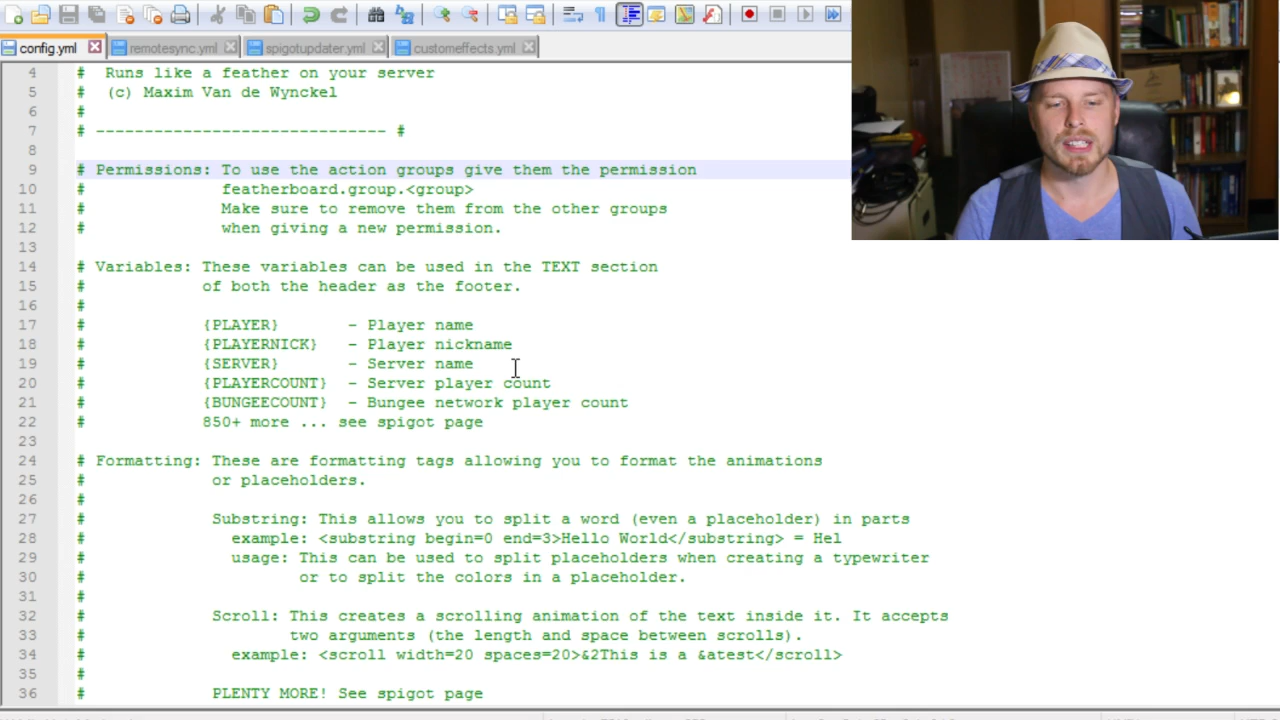 config.yml
remotesync.yml
spigotupdater.yml
customeffects.yml
4 # Runs like a feather on your server
5 # (c) Maxim Van de Wynckel
6 #
7 # ------------------------------ #
8
9 # Permissions: To use the action groups give them the permission
10 # featherboard.group.<group>
11 # Make sure to remove them from the other groups
12 # when giving a new permission.
13
14 # Variables: These variables can be used in the TEXT section
15 # of both the header as the footer.
16 #
17 # {PLAYER} - Player name
18 # {PLAYERNICK} - Player nickname
19 # {SERVER} - Server name
20 # {PLAYERCOUNT} - Server player count
21 # {BUNGEECOUNT} - Bungee network player count
22 # 850+ more ... see spigot page
23
24 # Formatting: These are formatting tags allowing you to format the animations
25 # or placeholders.
26 #
27 # Substring: This allows you to split a word (even a placeholder) in parts
28 # example: <substring begin=0 end=3>Hello World</substring> = Hel
29 # usage: This can be used to split placeholders when creating a typewriter
30 # or to split the colors in a placeholder.
31 #
32 # Scroll: This creates a scrolling animation of the text inside it. It accepts
33 # two arguments (the length and space between scrolls).
34 # example: <scroll width=20 spaces=20>&2This is a &atest</scroll>
35 #
36 # PLENTY MORE! See spigot page